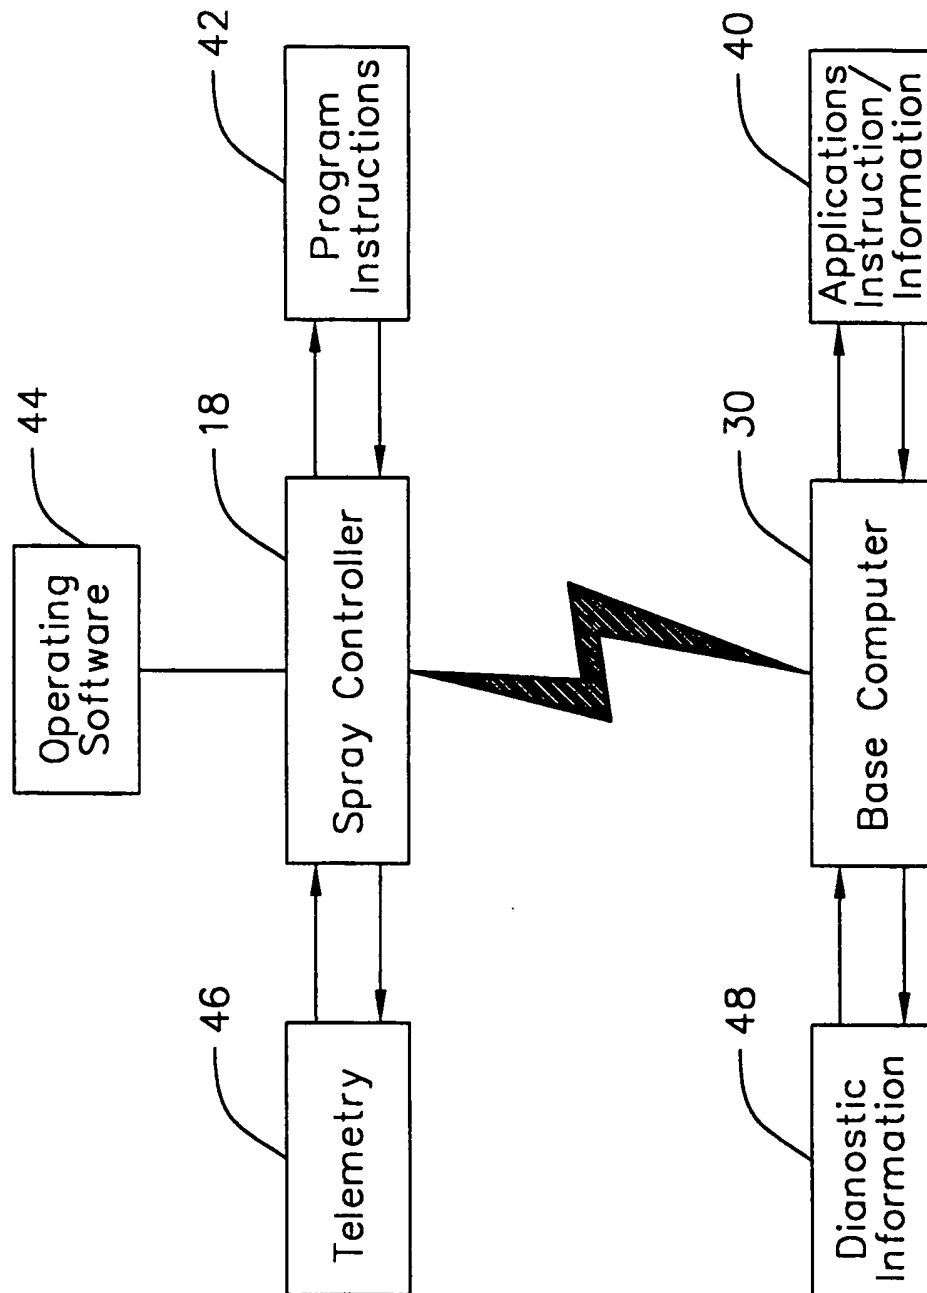 44
Operating
Software
46
18
42
Telemetry
Spray Controller
Program
Instructions
48
30
40
Dianostic
Information
Base Computer
Applications
Instruction/
Information